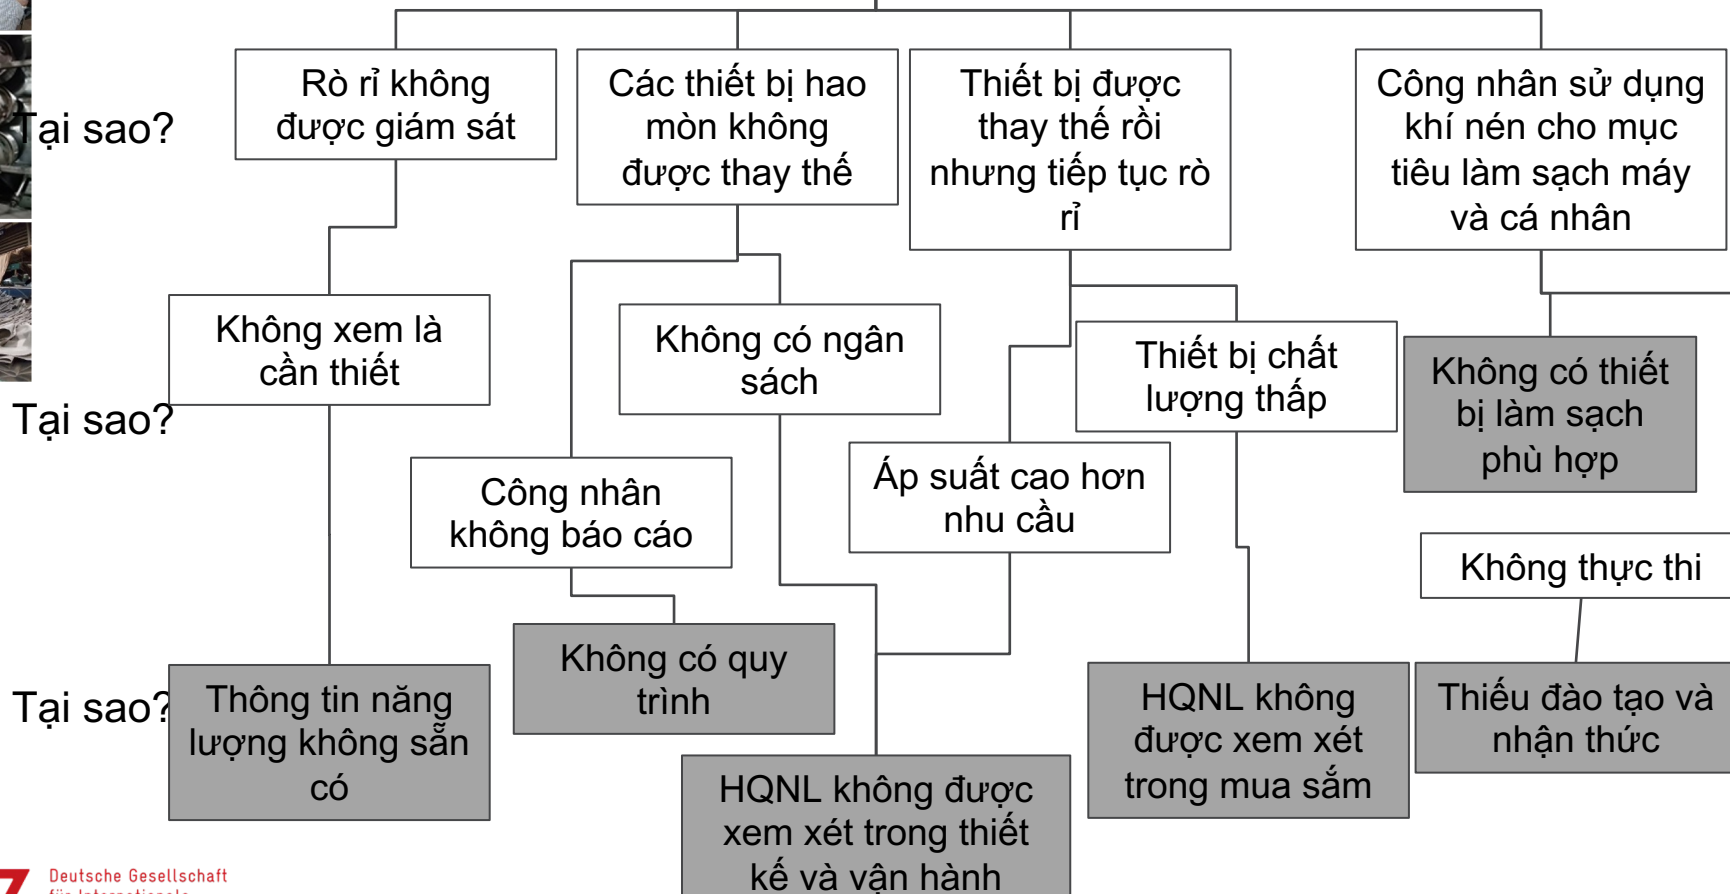 Tại sao?
Rò rỉ không
được giám sát
Các thiết bị hao
mòn không
được thay thế
Thiết bị được
thay thế rồi
nhưng tiếp tục rò
rỉ
Công nhân sử dụng
khí nén cho mục
tiêu làm sạch máy
và cá nhân
Tại sao?
Không xem là
cần thiết
Không có ngân
sách
Thiết bị chất
lượng thấp
Không có thiết
bị làm sạch
phù hợp
Công nhân
không báo cáo
Áp suất cao hơn
nhu cầu
Không thực thi
Tại sao?
Thông tin năng
lượng không sẵn
có
Không có quy
trình
HQNL không được
xem xét trong thiết
kế và vận hành
HQNL không
được xem xét
trong mua sắm
Thiếu đào tạo và
nhận thức
Deutsche Gesellschaft
für Internationale